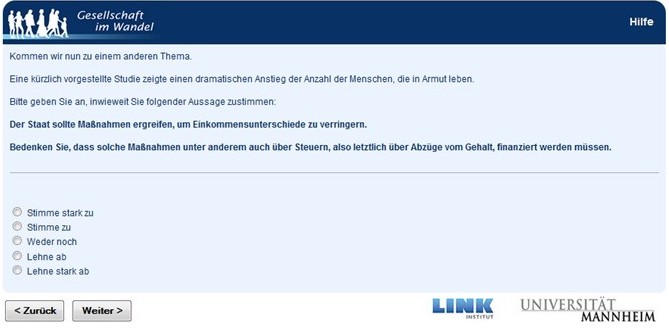 Gesellschaft
im Wandel
Hilfe
Kommen wir nun zu einem anderen Thema.
Eine kürzlich vorgestellte Studie zeigte einen dramatischen Anstieg der Anzahl der Menschen, die in Armut leben.
Bitte geben Sie an, inwieweit Sie folgender Aussage zustimmen:
Der Staat sollte Maßnahmen ergreifen, um Einkommensunterschiede zu verringern.
Bedenken Sie, dass solche Maßnahmen unter anderem auch über Steuern, also letztlich über Abzüge vom Gehalt, finanziert werden müssen.
Stimme stark zu
Stimme zu
Weder noch
Lehne ab
Lehne stark ab
< Zurück Weiter >
LINK
INSTITUT
UNIVERSITÄT
MANNHEIM